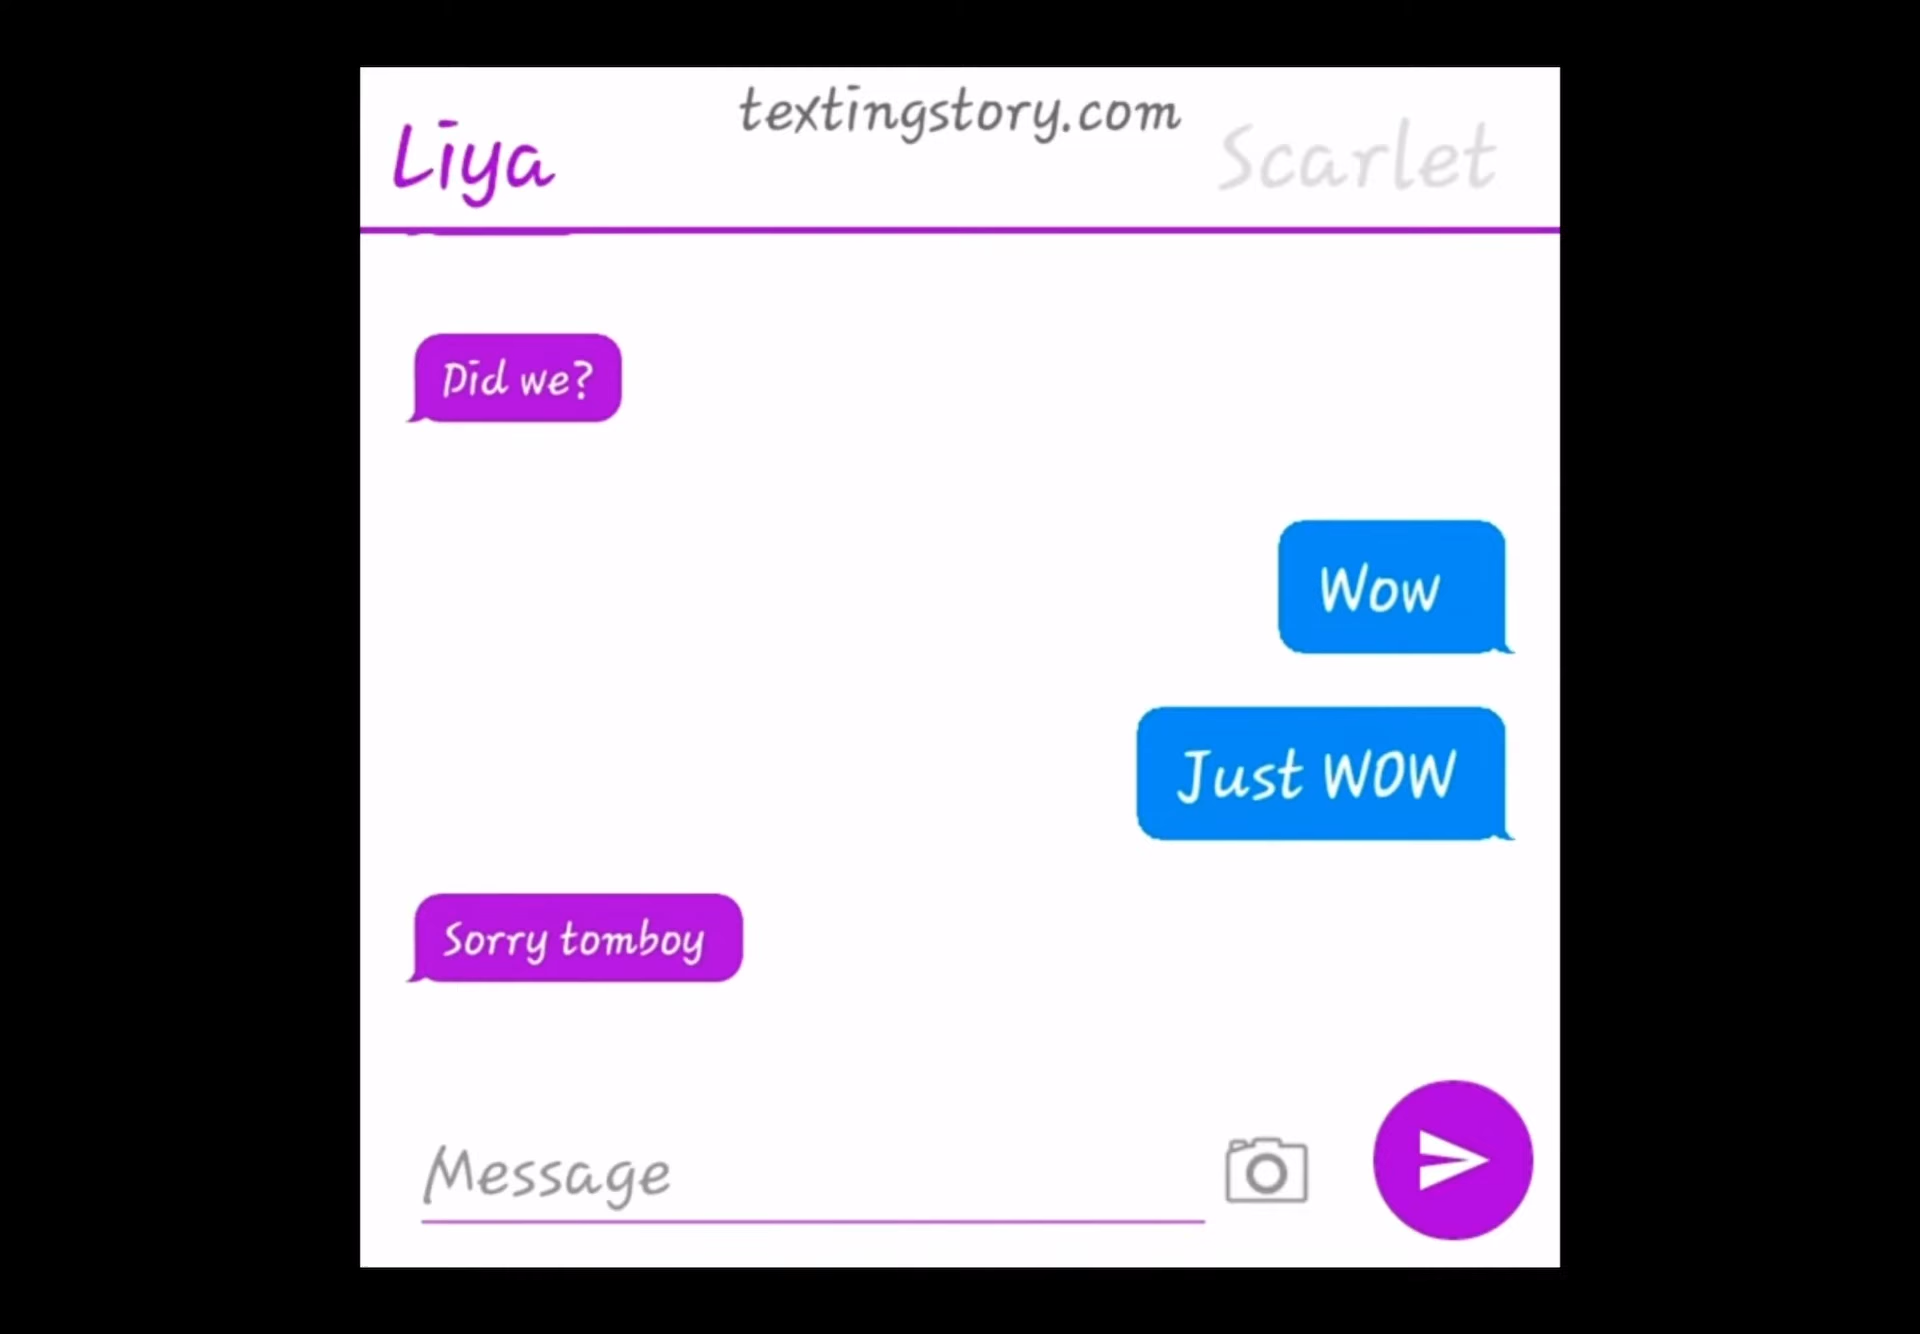 textingstory.com
Liya
Scarlet
Did we?
Wow
Just WOW
Sorry tomboy
Message